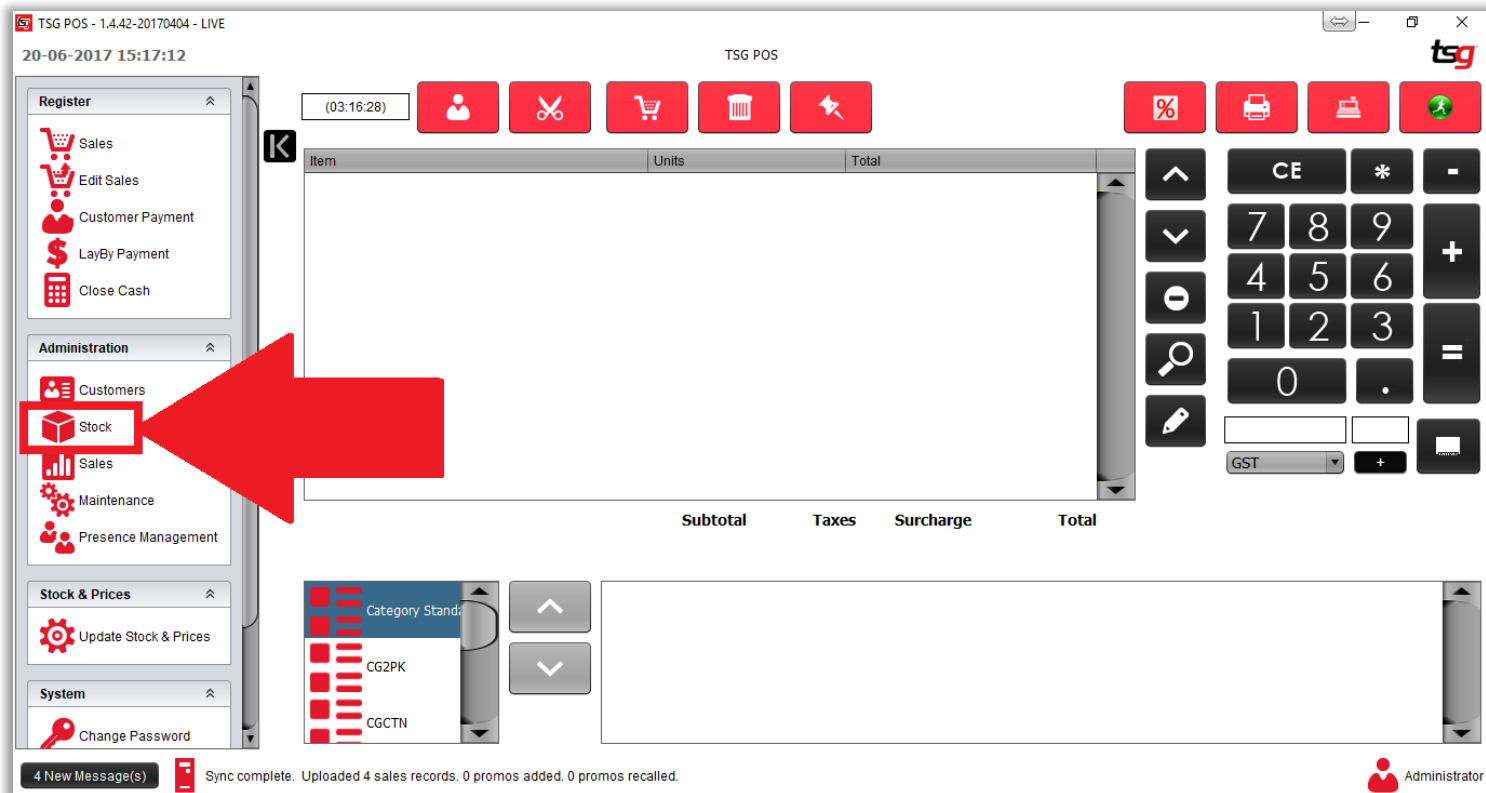 TSG POS - 1.4.42-20170404 - LIVE
20-06-2017 15:17:12
TSG POS
tsg
Register
Sales
Edit Sales
Customer Payment
LayBy Payment
Close Cash
Administration
Customers
Stock
Sales
Maintenance
Presence Management
Stock & Prices
Update Stock & Prices
System
Change Password
(03:16:28)
%
Item Units Total
CE * -
7 8 9 +
4 5 6
1 2 3 =
0 .
GST +
Subtotal Taxes Surcharge Total
Category Standa
CG2PK
CGCTN
4 New Message(s)
Sync complete. Uploaded 4 sales records. 0 promos added. 0 promos recalled.
Administrator